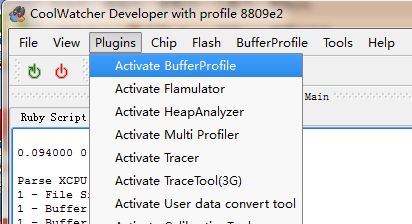 CoolWatcher Developer with profile 8809e2
File View Plugins Chip Flash BufferProfile Tools Help
Activate BufferProfile
Activate Flamulator
Main
Activate HeapAnalyzer
Ruby Script
Activate Multi Profiler
0.094000 0
Activate Tracer
Parse XCPU
Activate TraceTool(3G)
1 - File Si
1 - Buffer
Activate User data convert tool
1 - Buffer